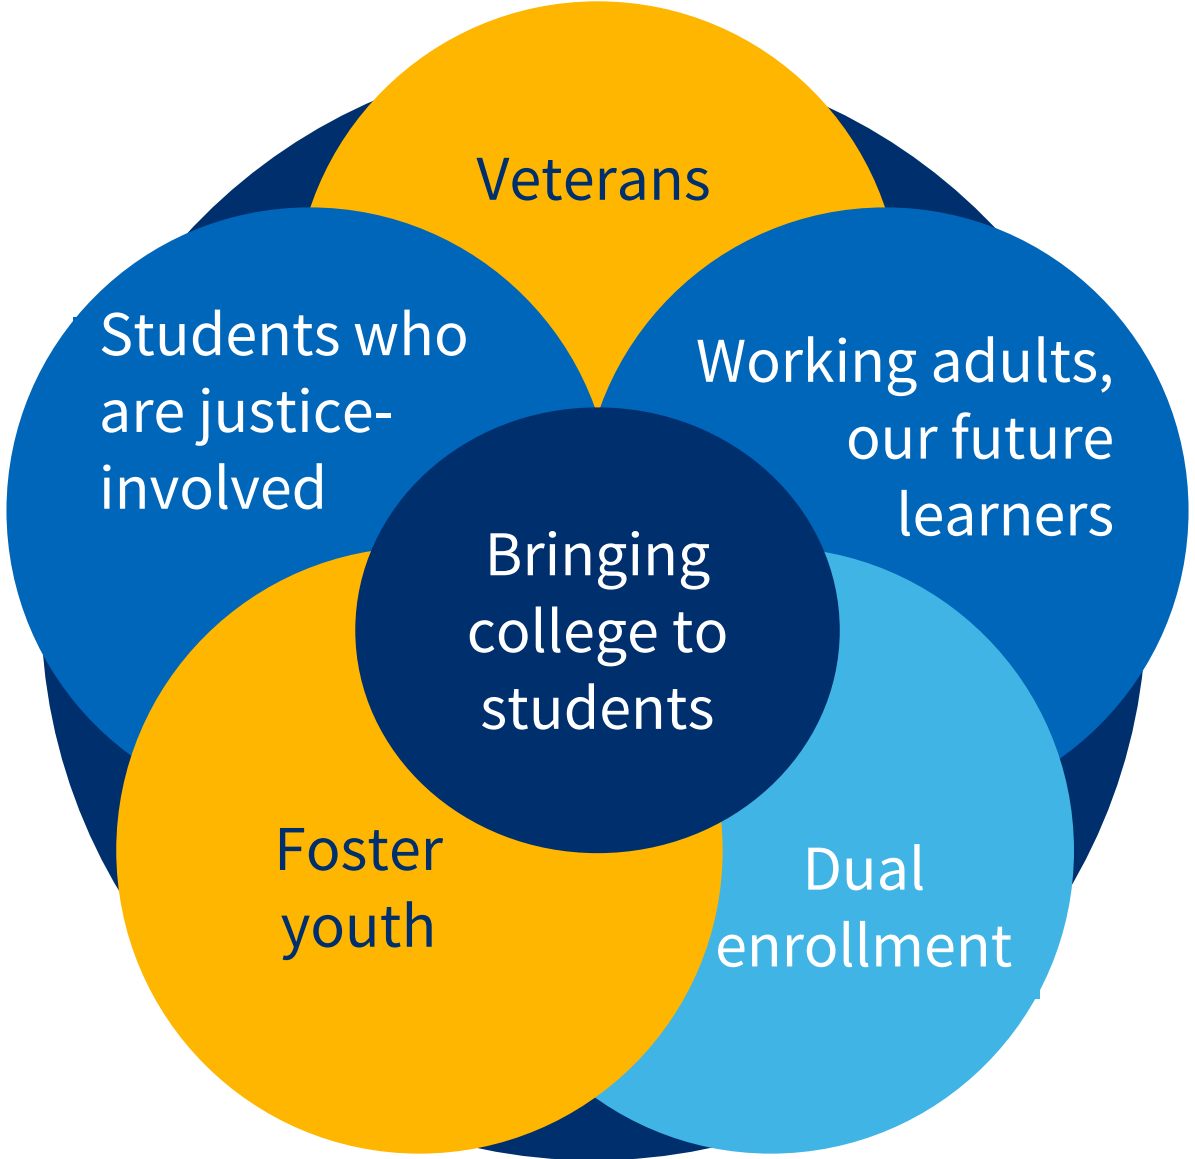 Veterans
Students who
are justice-
involved
Working adults,
our future
learners
Bringing
college to
students
Foster
youth
Dual
enrollment